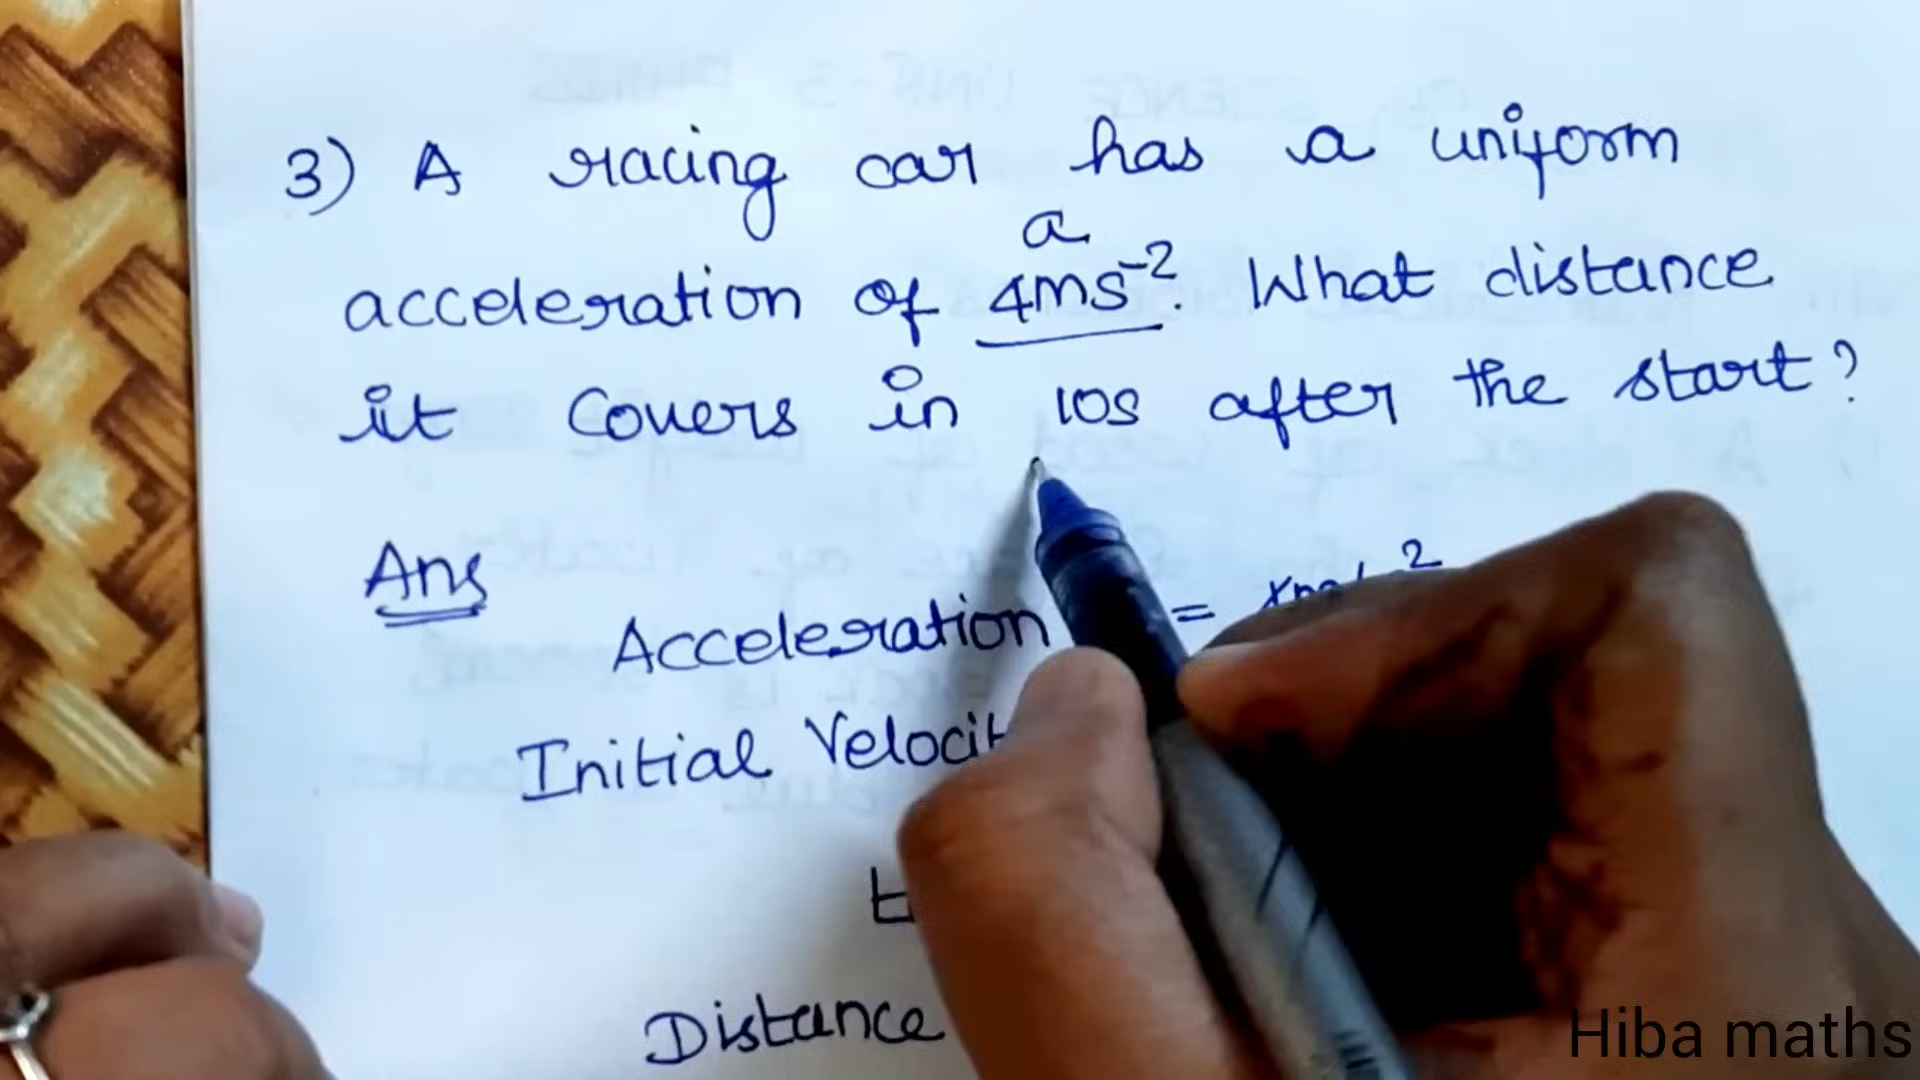 3) A racing car has a uniform
a
acceleration of 4ms⁻². What distance
it covers in 10s after the start?
Ans
Acceleration =
Initial
t
Distance
Hiba maths